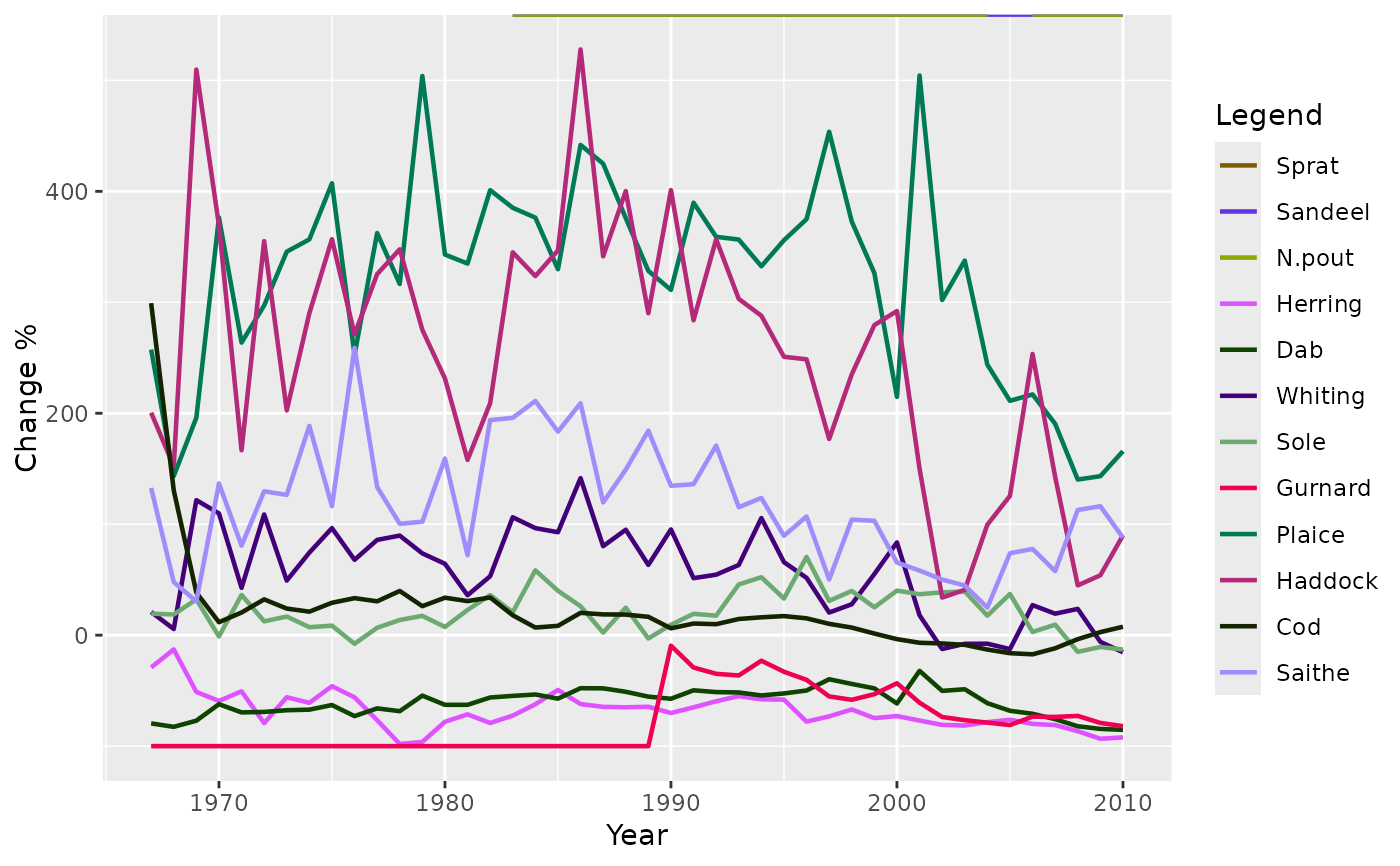 Change %
400
200
0
1970
1980
1990
2000
2010
Year
Legend
Sprat
Sandeel
N.pout
Herring
Dab
Whiting
Sole
Gurnard
Plaice
Haddock
Cod
Saithe